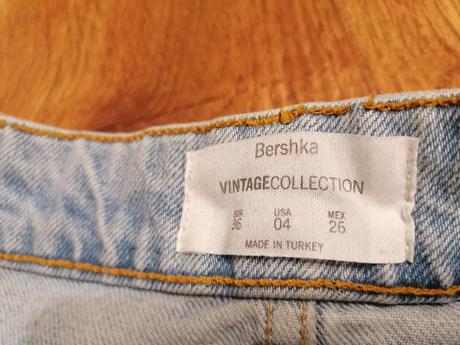 Bershka
VINTAGECOLLECTION
BR USA MEX
36 04 26
MADE IN TURKEY